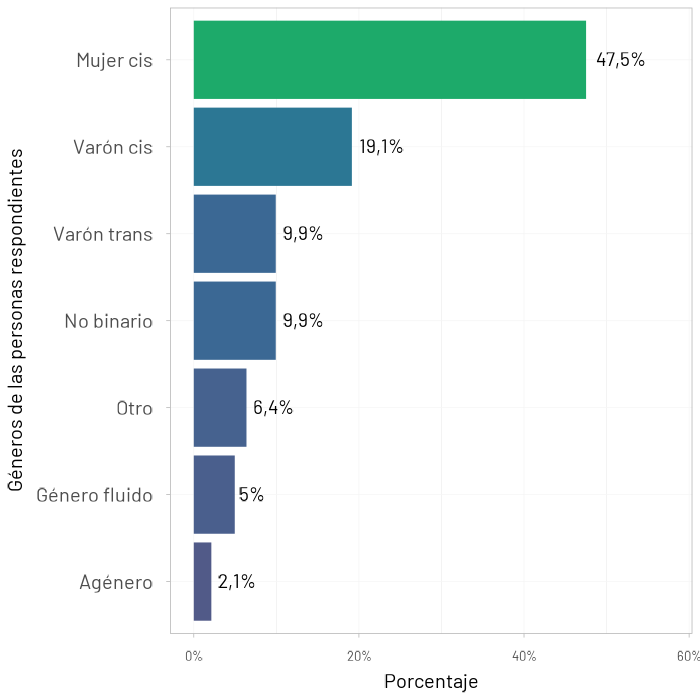 Géneros de las personas respondientes
Mujer cis
47,5%
Varón cis
19,1%
Varón trans
9,9%
No binario
9,9%
Otro
6,4%
Género fluido
5%
Agénero
2,1%
0%
20%
40%
60%
Porcentaje